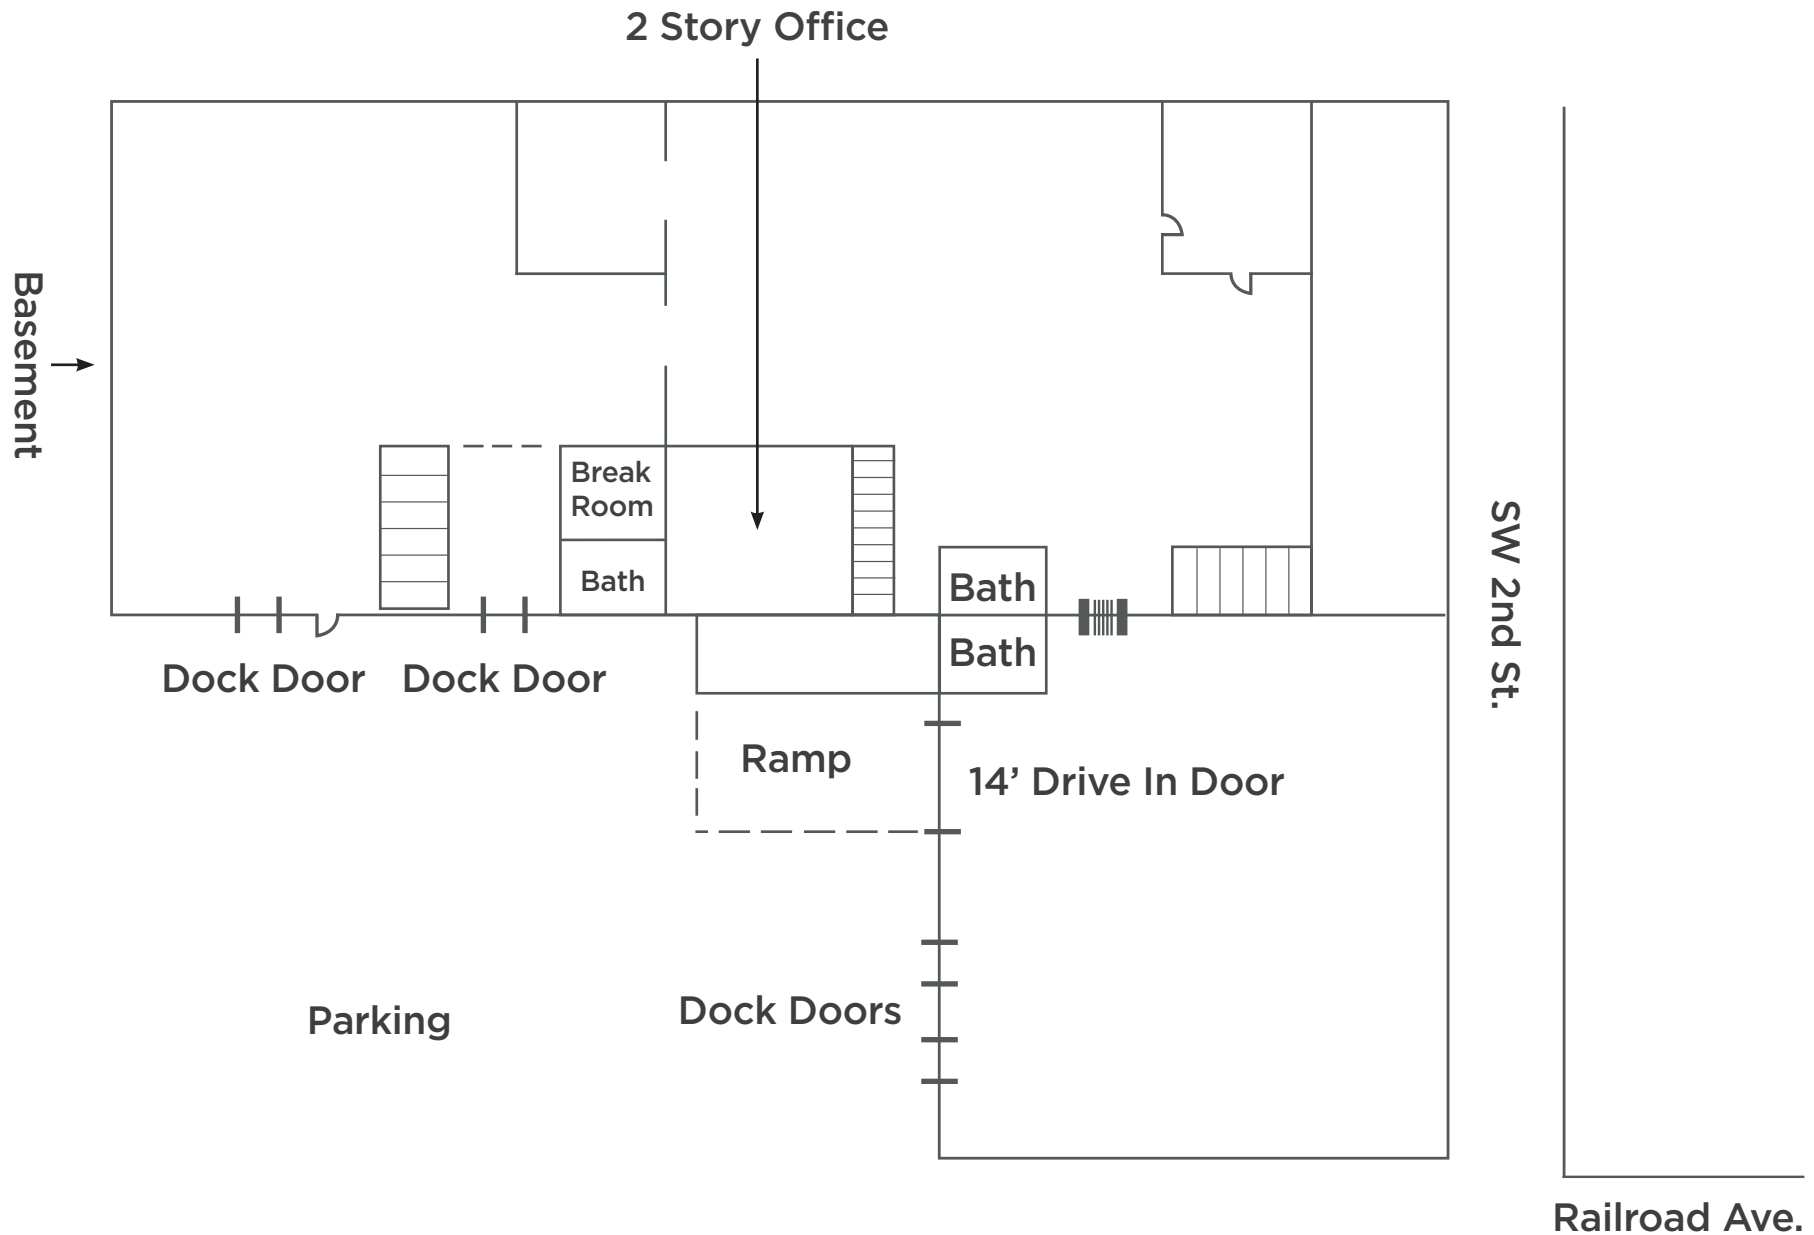 2 Story Office
Basement
Break
Room
Bath
Bath
SW 2nd St.
Bath
Dock Door
Dock Door
Ramp
14’ Drive In Door
Dock Doors
Parking
Railroad Ave.